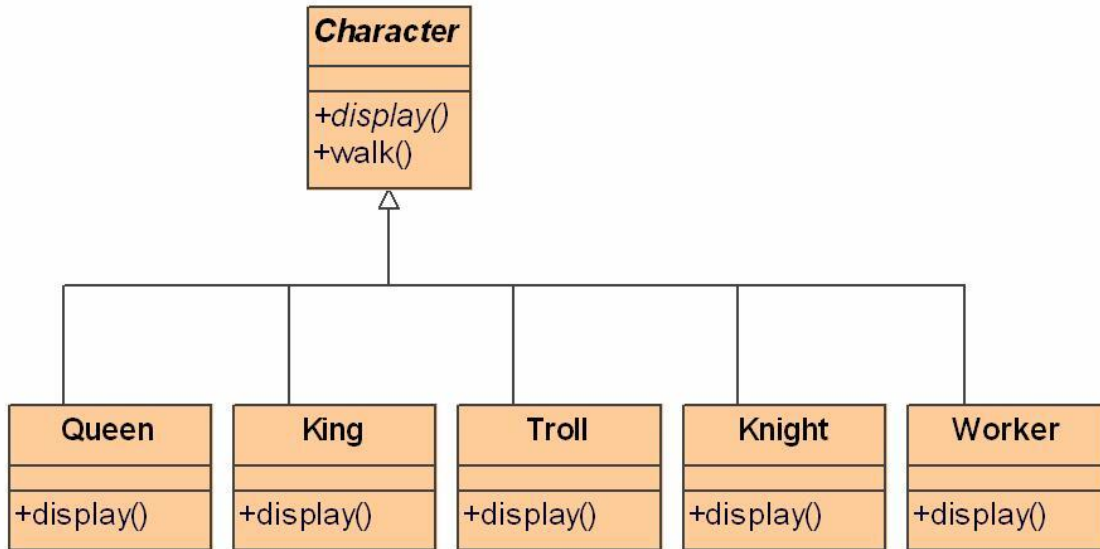 Character
+display()
+walk()
Queen
+display()
King
+display()
Troll
+display()
Knight
+display()
Worker
+display()